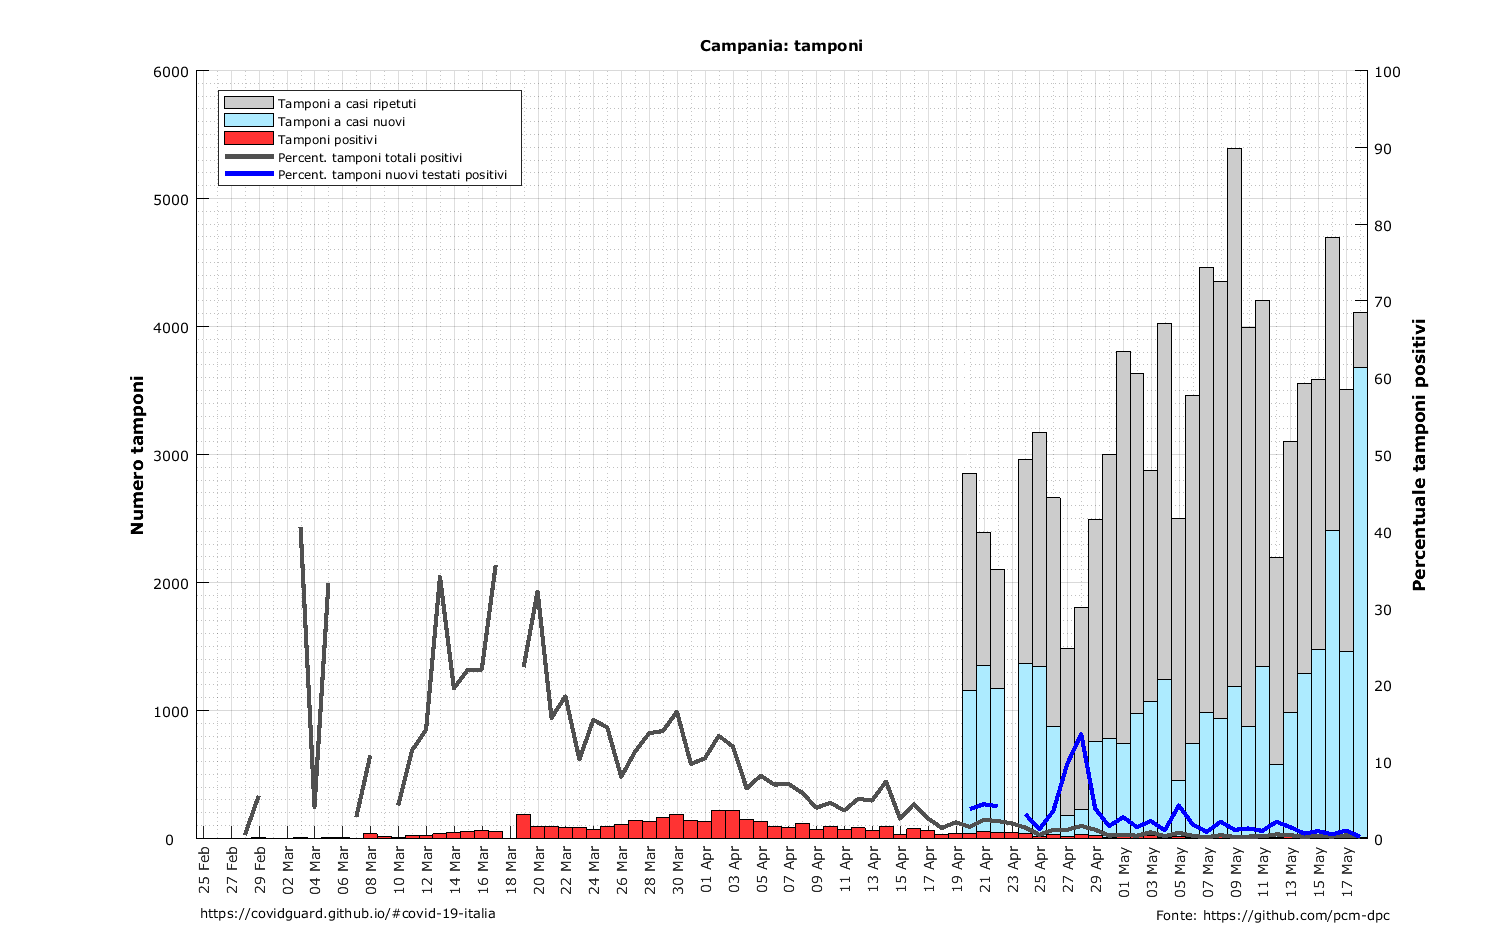 Campania: tamponi
6000
5000
4000
3000
2000
1000
0
Numero tamponi
100
90
80
70
60
50
40
30
20
10
0
Percentuale tamponi positivi
Tamponi a casi ripetuti
Tamponi a casi nuovi
Tamponi positivi
Percent. tamponi totali positivi
Percent. tamponi nuovi testati positivi
25 Feb
27 Feb
29 Feb
02 Mar
04 Mar
06 Mar
08 Mar
10 Mar
12 Mar
14 Mar
16 Mar
18 Mar
20 Mar
22 Mar
24 Mar
26 Mar
28 Mar
30 Mar
01 Apr
03 Apr
05 Apr
07 Apr
09 Apr
11 Apr
13 Apr
15 Apr
17 Apr
19 Apr
21 Apr
23 Apr
25 Apr
27 Apr
29 Apr
01 May
03 May
05 May
07 May
09 May
11 May
13 May
15 May
17 May
https://covidguard.github.io/#covid-19-italia
Fonte: https://github.com/pcm-dpc